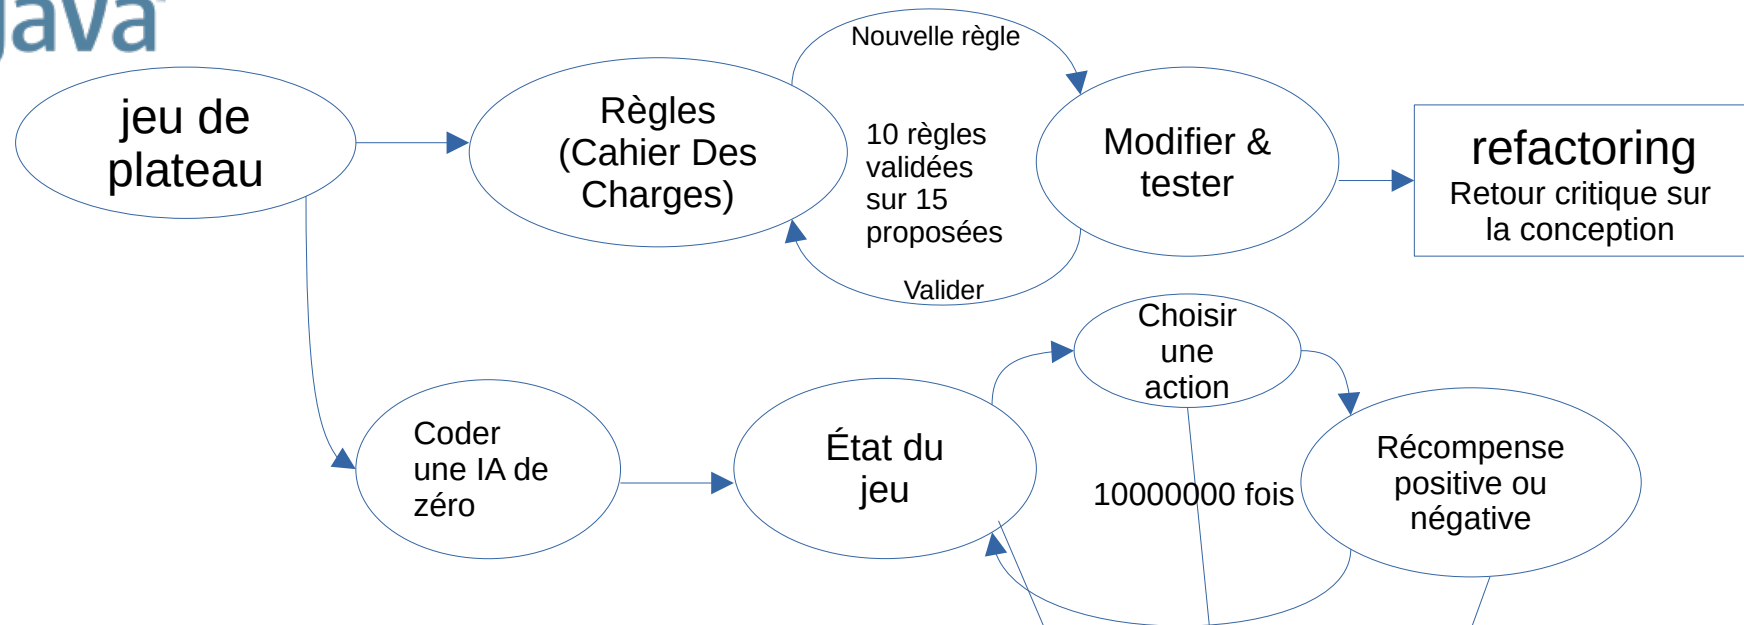 java
Nouvelle règle
jeu de
plateau
Règles
(Cahier Des
Charges)
10 règles
validées
sur 15
proposées
Valider
Modifier &
tester
refactoring
Retour critique sur
la conception
Coder
une IA de
zéro
État du
jeu
Choisir
une
action
10000000 fois
Récompense
positive ou
négative